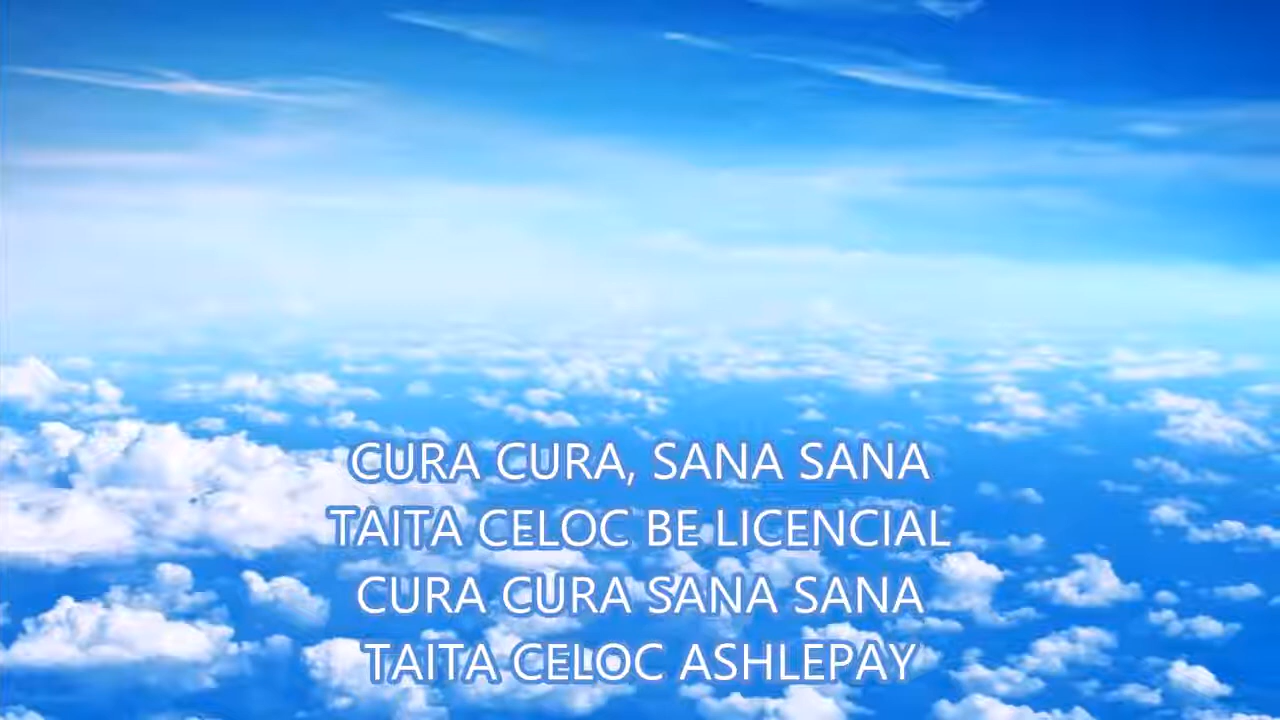 CURA CURA, SANA SANA
TAITA CELOC BE LICENCIAL
CURA CURA SANA SANA
TAITA CELOC ASHLEPAY